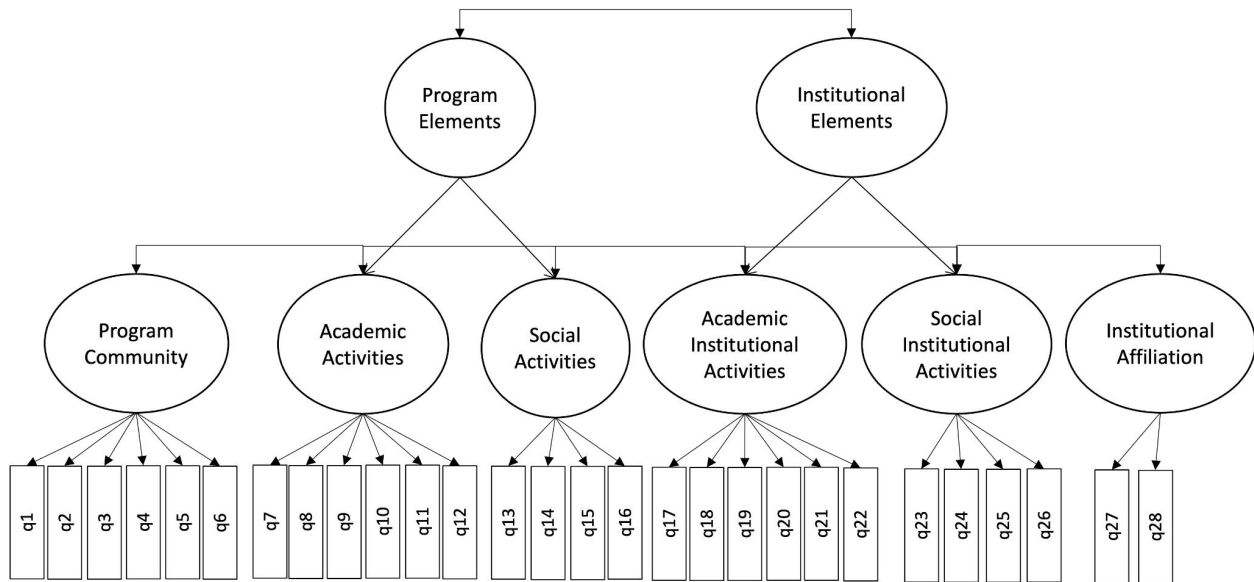 Program
Elements
Institutional
Elements
Program
Community
Academic
Activities
Social
Activities
Academic
Institutional
Activities
Social
Institutional
Activities
Institutional
Affiliation
q1
q2
q3
q4
q5
q6
q7
q8
q9
q10
q11
q12
q13
q14
q15
q16
q17
q18
q19
q20
q21
q22
q23
q24
q25
q26
q27
q28